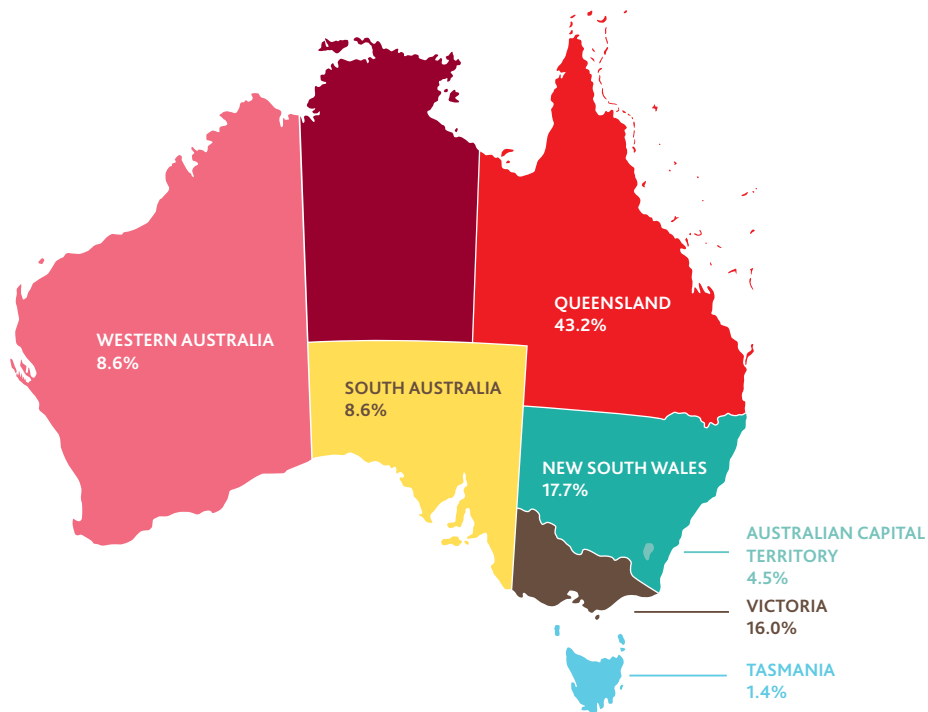 QUEENSLAND
43.2%
WESTERN AUSTRALIA
8.6%
SOUTH AUSTRALIA
8.6%
NEW SOUTH WALES
17.7%
AUSTRALIAN CAPITAL
TERRITORY
4.5%
VICTORIA
16.0%
TASMANIA
1.4%